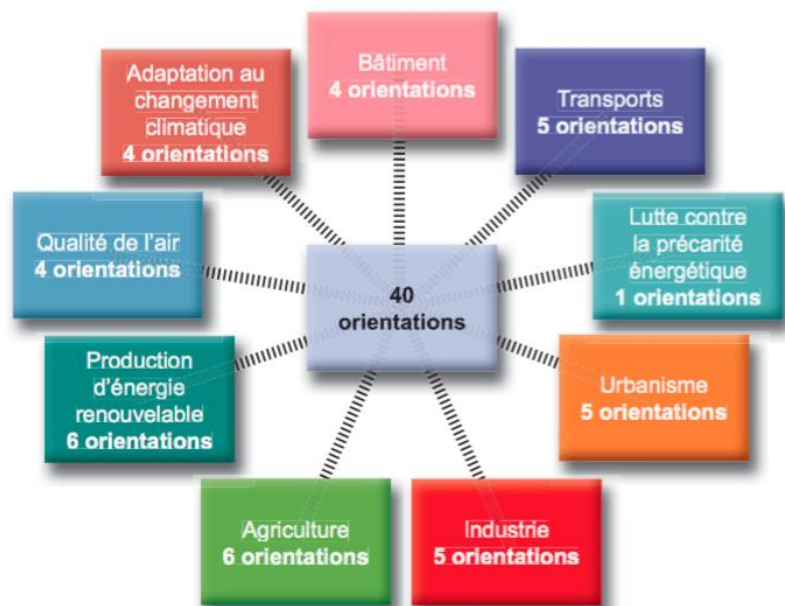 Bâtiment
4 orientations
Transports
5 orientations
Lutte contre
la précarité
énergétique
1 orientations
Urbanisme
5 orientations
Industrie
5 orientations
Agriculture
6 orientations
Production
d'énergie
renouvelable
6 orientations
Qualité de l'air
4 orientations
Adaptation au
changement
climatique
4 orientations
40
orientations